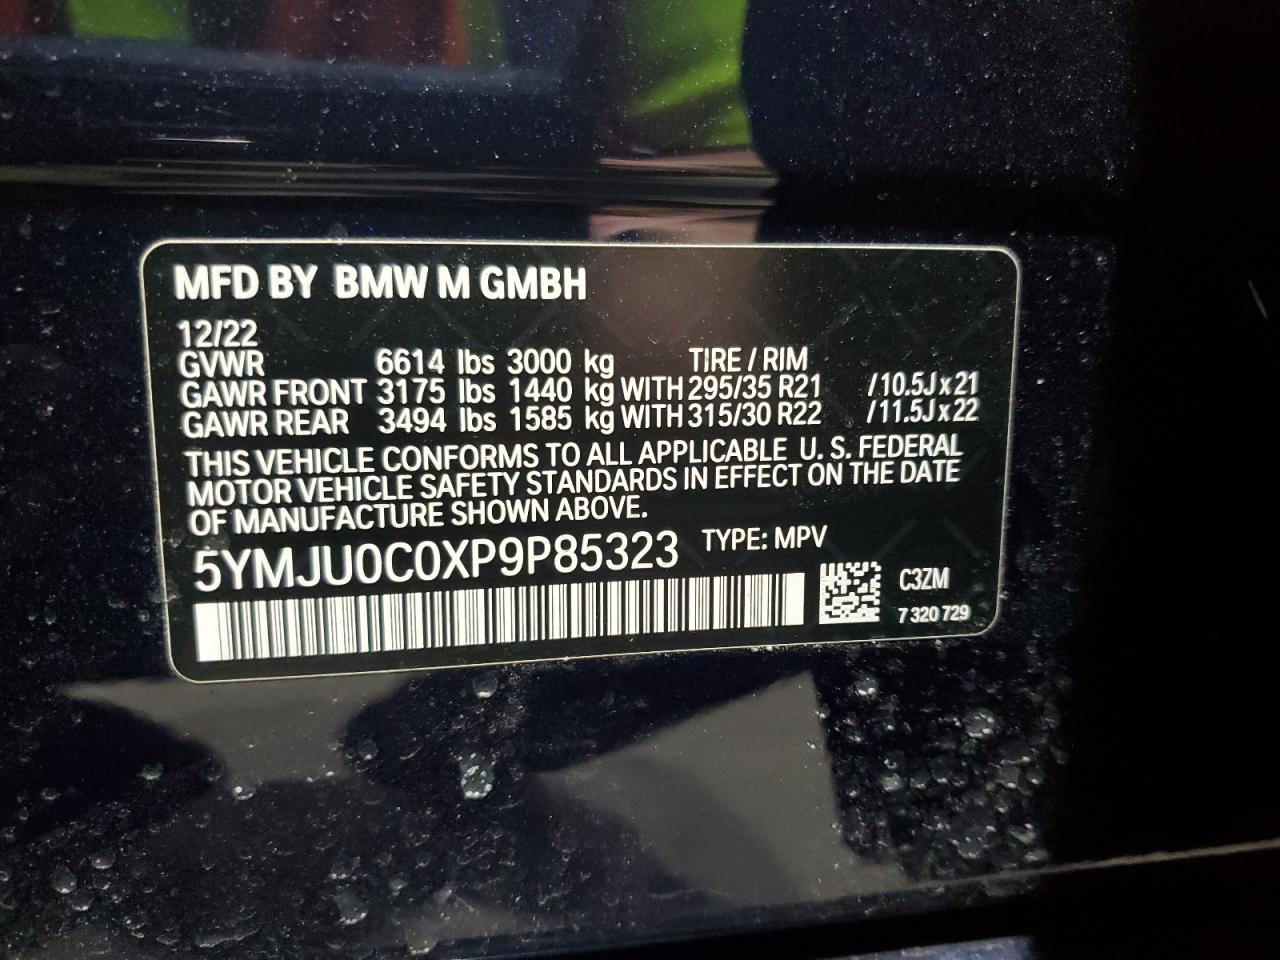 MFD BY BMW M GMBH
12/22
GVWR 6614 lbs 3000 kg TIRE / RIM
GAWR FRONT 3175 lbs 1440 kg WITH 295/35 R21 / 10.5J x 21
GAWR REAR 3494 lbs 1585 kg WITH 315/30 R22 / 11.5J x 22
THIS VEHICLE CONFORMS TO ALL APPLICABLE U. S. FEDERAL
MOTOR VEHICLE SAFETY STANDARDS IN EFFECT ON THE DATE
OF MANUFACTURE SHOWN ABOVE.
5YMJU0C0XP9P85323 TYPE: MPV
C3ZM
7 320 729